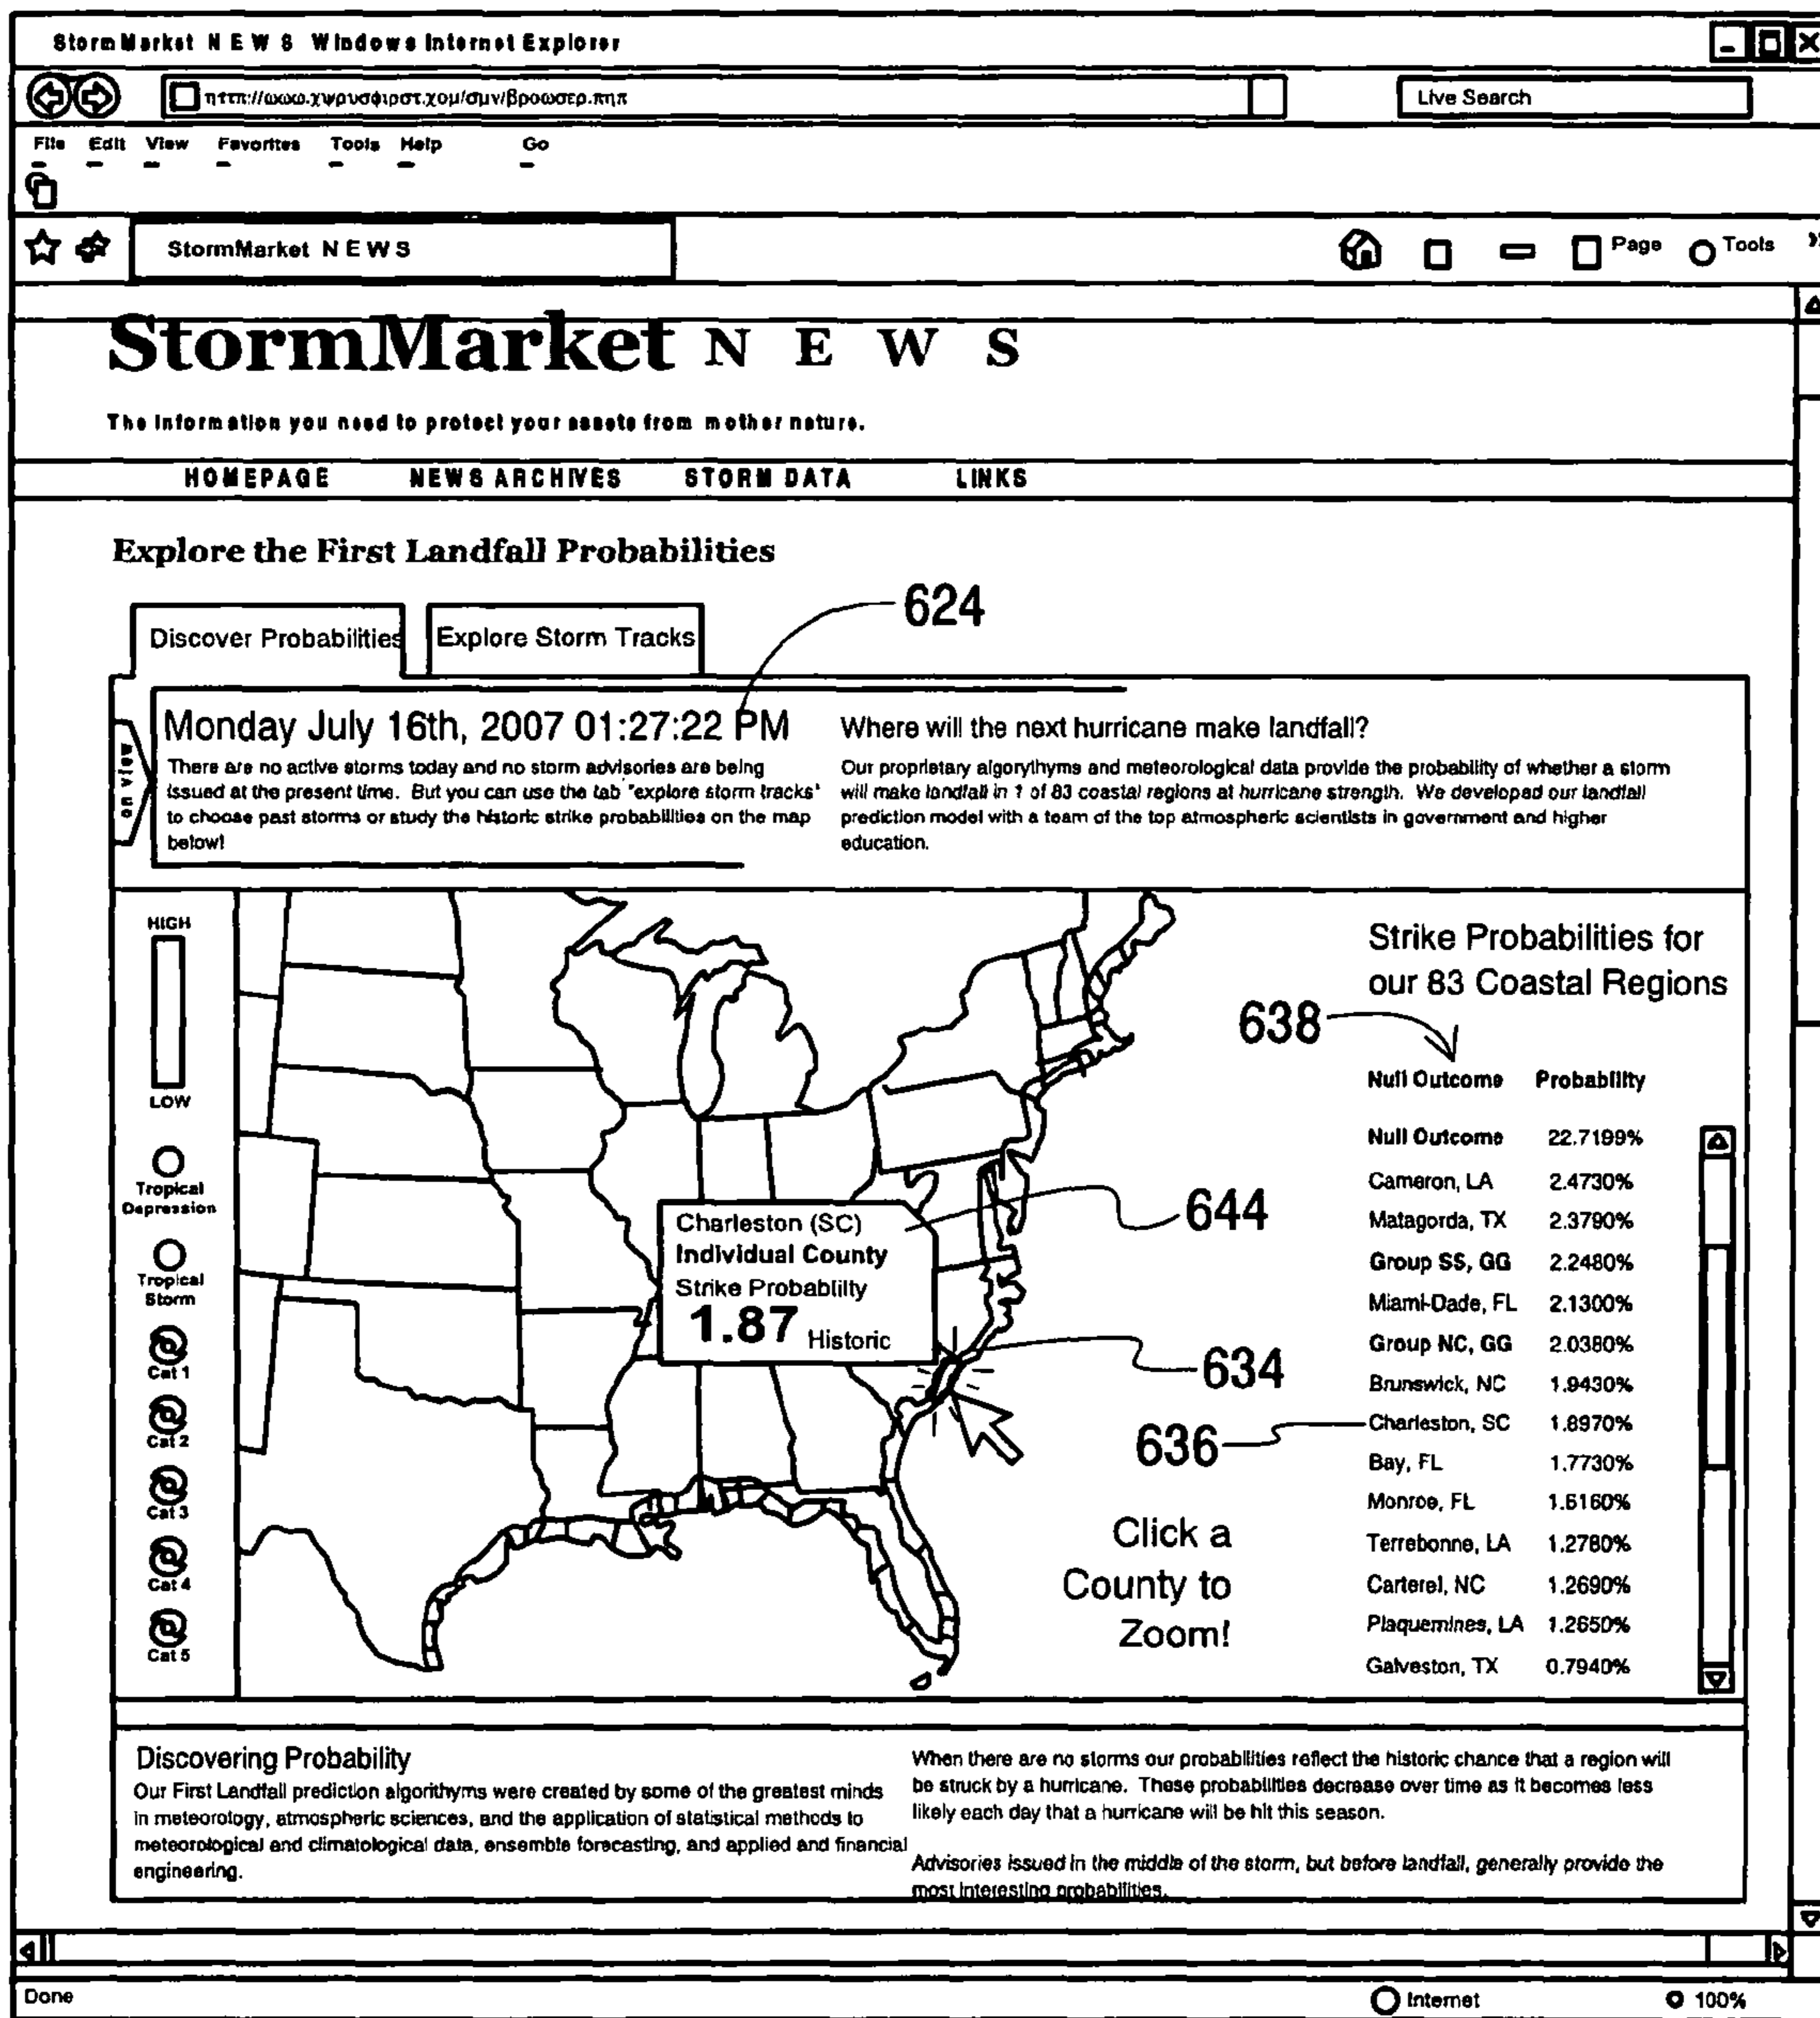 StormMarket N E W S Windows Internet Explorer
ηττπ://ωωω.χψρυσφιρστ.χομ/σμν/βροωσερ.πηπ
Live Search
File Edit View Favorites Tools Help Go
StormMarket N E W S
Page Tools »
StormMarket N E W S
The information you need to protect your assets from mother nature.
HOMEPAGE NEWS ARCHIVES STORM DATA LINKS
Explore the First Landfall Probabilities
624
Discover Probabilities Explore Storm Tracks
on view
Monday July 16th, 2007 01:27:22 PM
There are no active storms today and no storm advisories are being
issued at the present time. But you can use the tab "explore storm tracks"
to choose past storms or study the historic strike probabilities on the map
below!
Where will the next hurricane make landfall?
Our proprietary algorythyms and meteorological data provide the probability of whether a storm
will make landfall in 1 of 83 coastal regions at hurricane strength. We developed our landfall
prediction model with a team of the top atmospheric scientists in government and higher
education.
HIGH
LOW
Tropical
Depression
Tropical
Storm
Cat 1
Cat 2
Cat 3
Cat 4
Cat 5
Charleston (SC)
Individual County
Strike Probability
1.87 Historic
644
634
636
638
Click a
County to
Zoom!
Strike Probabilities for
our 83 Coastal Regions
Null Outcome Probability
Null Outcome 22.7199%
Cameron, LA 2.4730%
Matagorda, TX 2.3790%
Group SS, GG 2.2480%
Miami-Dade, FL 2.1300%
Group NC, GG 2.0380%
Brunswick, NC 1.9430%
Charleston, SC 1.8970%
Bay, FL 1.7730%
Monroe, FL 1.6160%
Terrebonne, LA 1.2780%
Carterel, NC 1.2690%
Plaquemines, LA 1.2650%
Galveston, TX 0.7940%
Discovering Probability
Our First Landfall prediction algorithyms were created by some of the greatest minds
in meteorology, atmospheric sciences, and the application of statistical methods to
meteorological and climatological data, ensemble forecasting, and applied and financial
engineering.
When there are no storms our probabilities reflect the historic chance that a region will
be struck by a hurricane. These probabilities decrease over time as it becomes less
likely each day that a hurricane will be hit this season.
Advisories issued in the middle of the storm, but before landfall, generally provide the
most interesting probabilities.
Done
Internet 100%